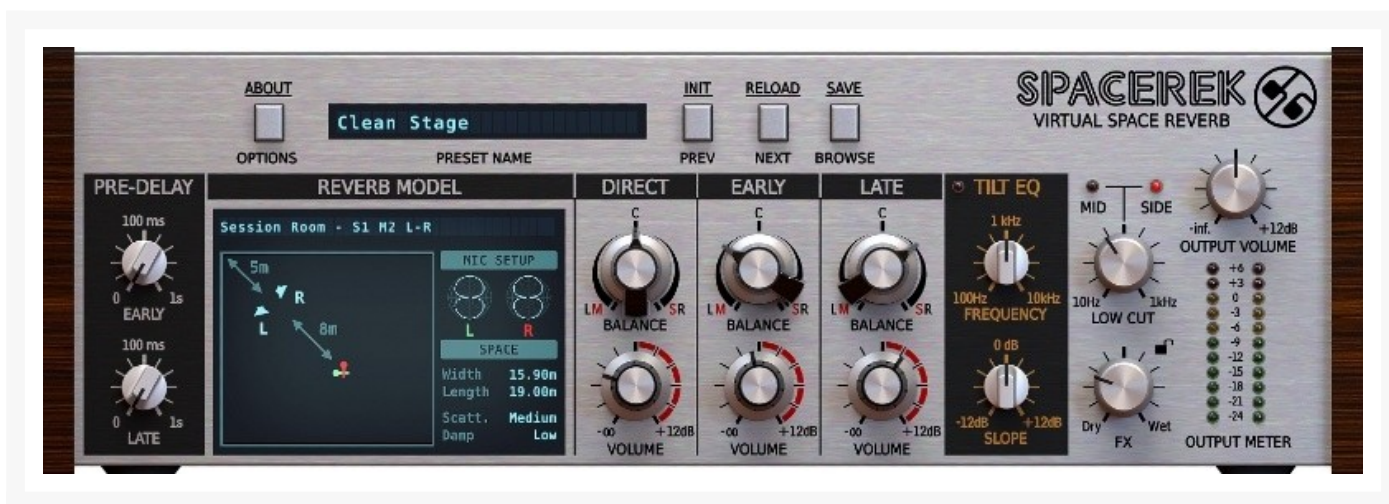 ABOUT
INIT
RELOAD
SAVE
SPACEREK
VIRTUAL SPACE REVERB
Clean Stage
OPTIONS
PRESET NAME
PREV
NEXT
BROWSE
PRE-DELAY
REVERB MODEL
DIRECT
EARLY
LATE
TILT EQ
MID
SIDE
100 ms
0
1s
EARLY
100 ms
0
1s
LATE
Session Room - S1 M2 L-R
5m
R
L
8m
MIC SETUP
L
R
SPACE
Width 15.90m
Length 19.00m
Scatt. Medium
Damp Low
C
LM
SR
BALANCE
-∞
+12dB
VOLUME
C
LM
SR
BALANCE
-∞
+12dB
VOLUME
C
LM
SR
BALANCE
-∞
+12dB
VOLUME
1 kHz
100Hz
10kHz
FREQUENCY
0 dB
-12dB
+12dB
SLOPE
10Hz
1kHz
LOW CUT
Dry
Wet
FX
-inf.
+12dB
OUTPUT VOLUME
+6
+3
0
-3
-6
-9
-12
-15
-18
-21
-24
OUTPUT METER